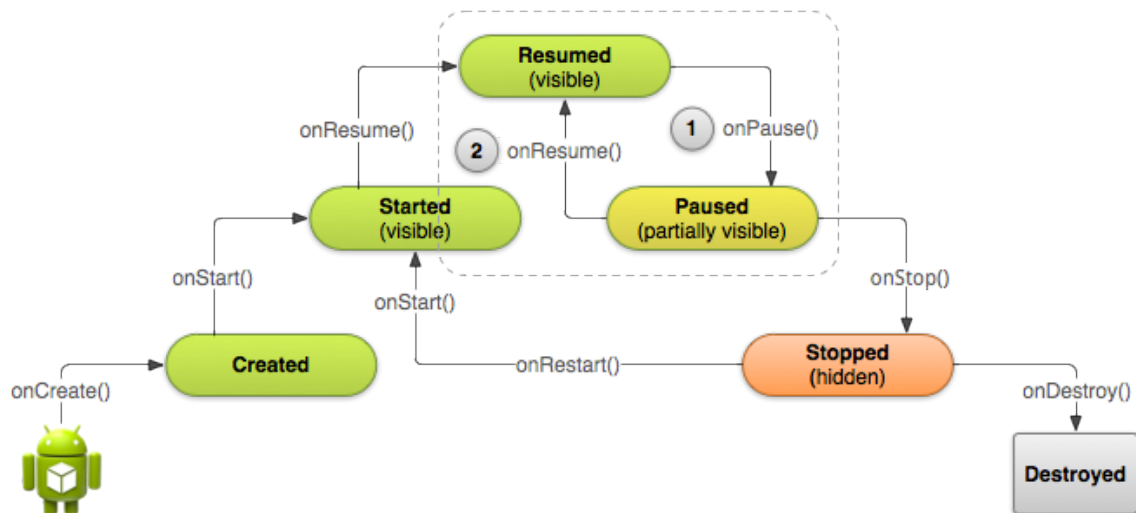 Resumed
(visible)
onResume()
2
onResume()
1
onPause()
Started
(visible)
Paused
(partially visible)
onStart()
onStart()
onStop()
Created
onRestart()
Stopped
(hidden)
onCreate()
onDestroy()
Destroyed